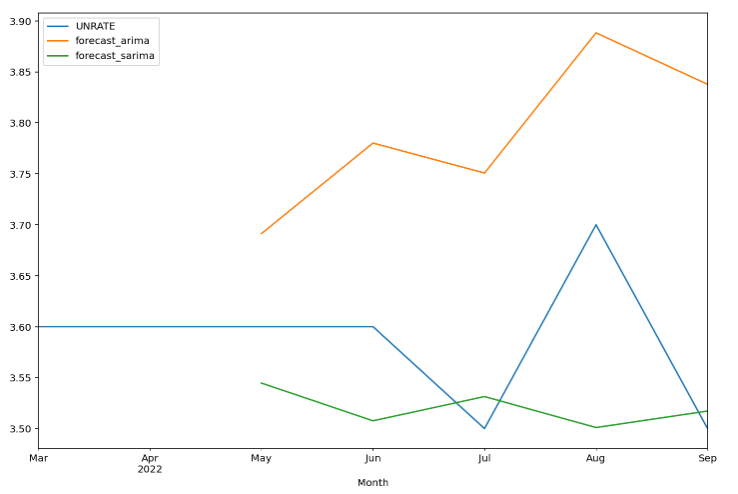 UNRATE
forecast_arima
forecast_sarima
3.90
3.85
3.80
3.75
3.70
3.65
3.60
3.55
3.50
Mar Apr May Jun Jul Aug Sep
2022
Month